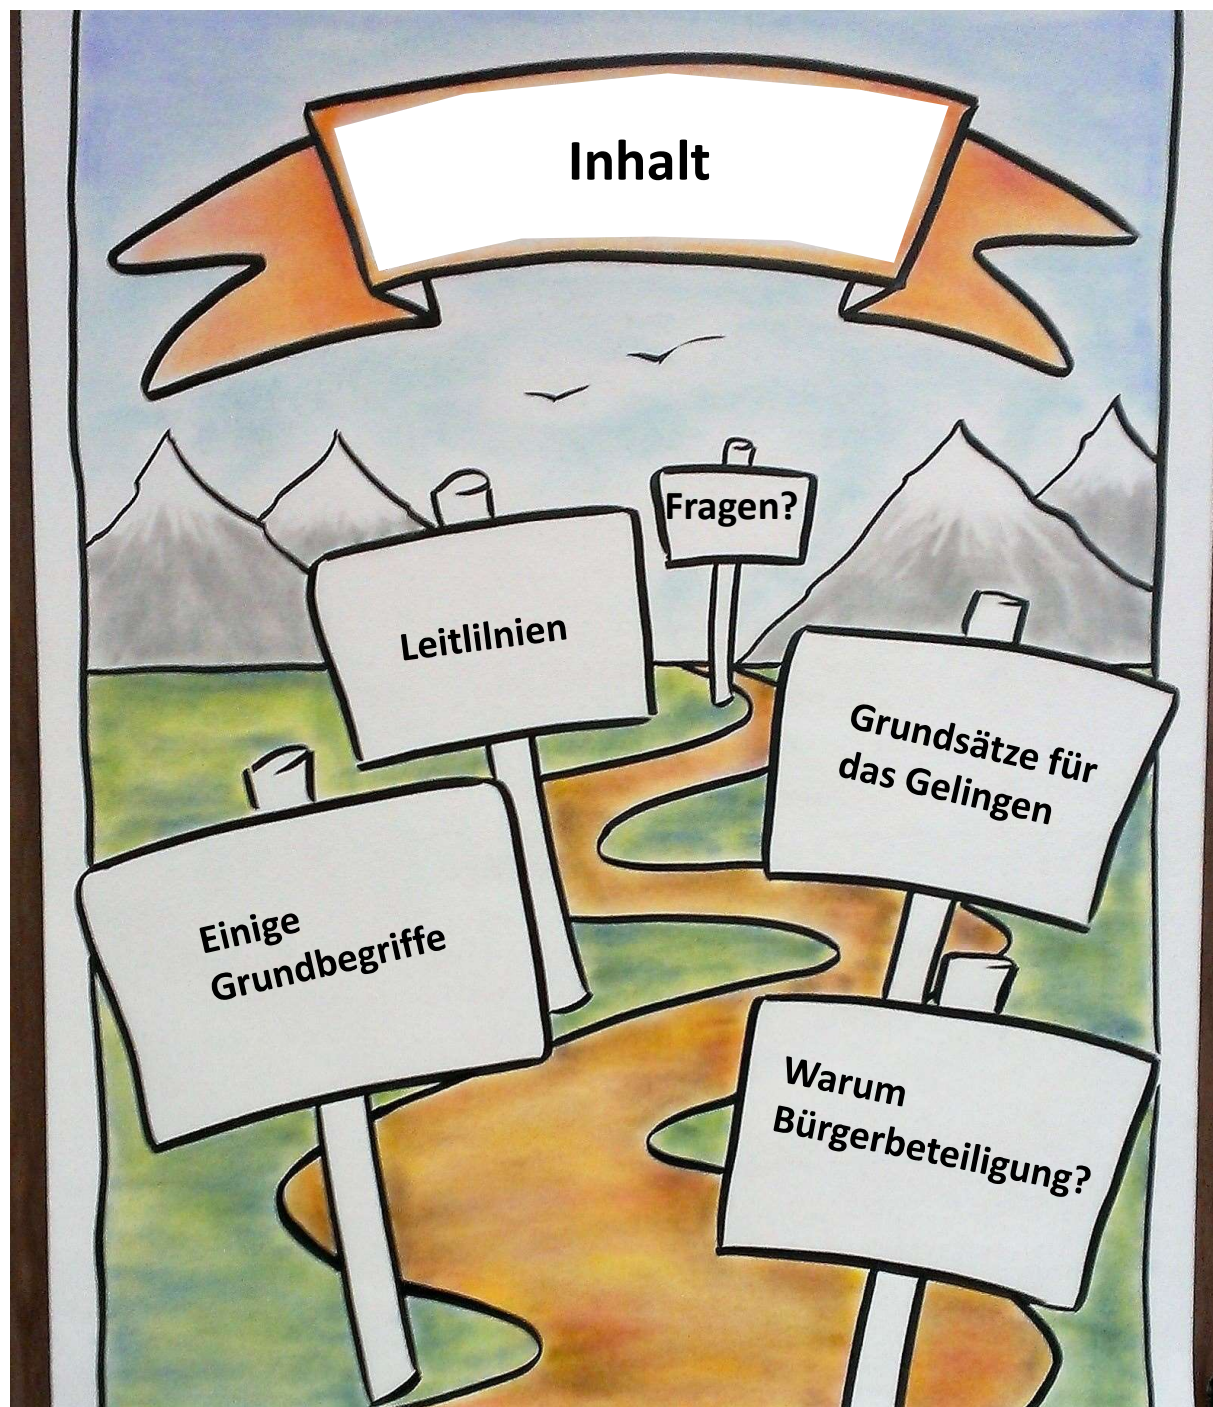 Inhalt
Fragen?
Leitlilnien
Grundsätze für
das Gelingen
Einige
Grundbegriffe
Warum
Bürgerbeteiligung?